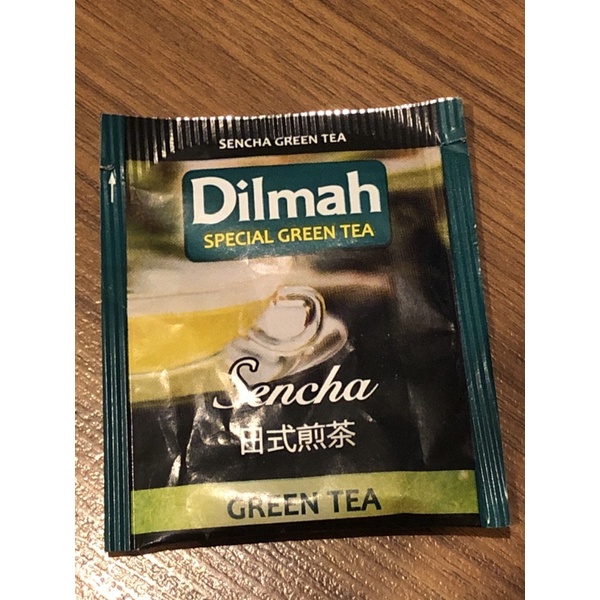 SENCHA GREEN TEA
Dilmah
SPECIAL GREEN TEA
Sencha
日式煎茶
GREEN TEA